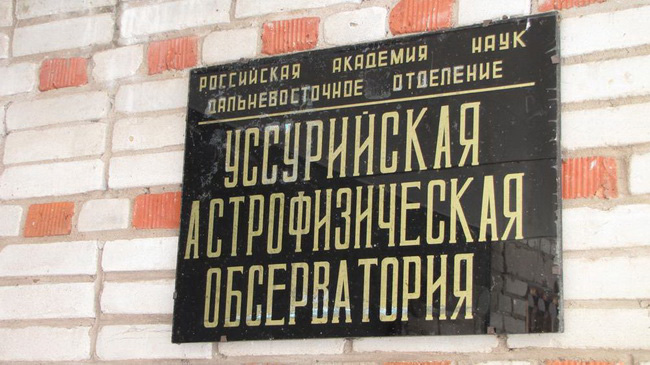 РОССИЙСКАЯ АКАДЕМИЯ НАУК
ДАЛЬНЕВОСТОЧНОЕ ОТДЕЛЕНИЕ
УССУРИЙСКАЯ
АСТРОФИЗИЧЕСКАЯ
ОБСЕРВАТОРИЯ